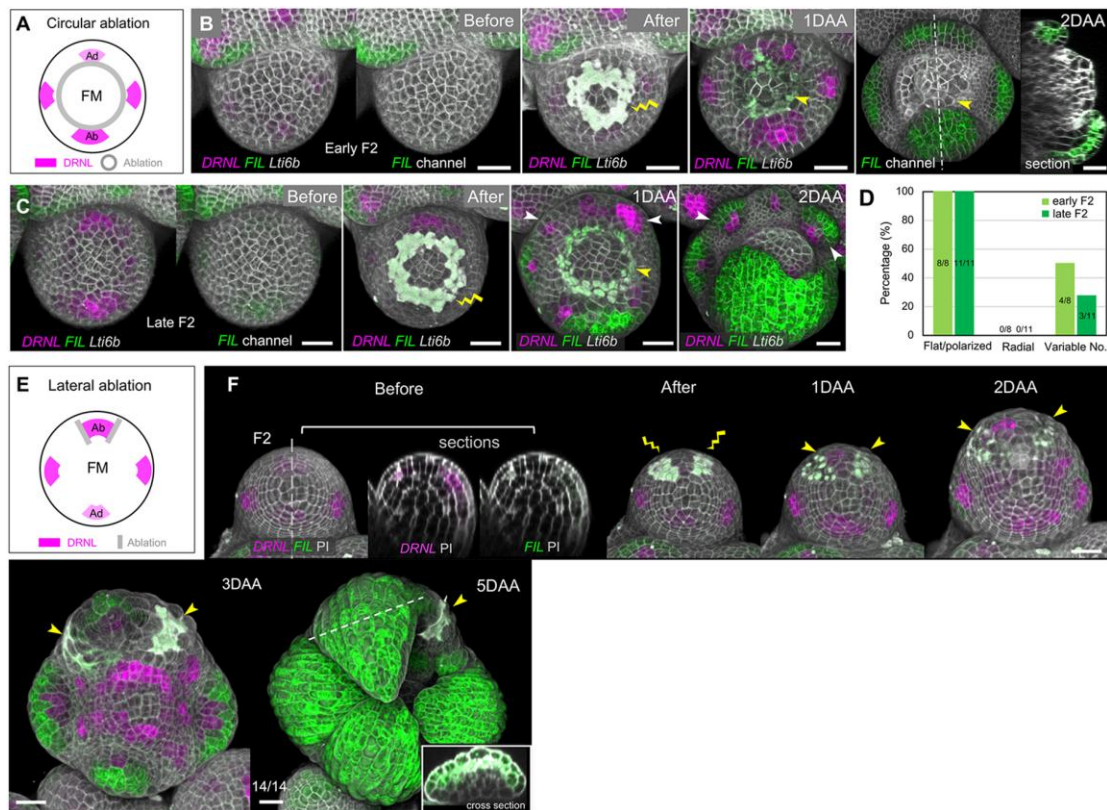 A
Circular ablation
Ad
FM
Ab
DRNL Ablation
B
Before
After
1DAA
2DAA
Early F2
DRNL FIL Lti6b
FIL channel
DRNL FIL Lti6b
DRNL FIL Lti6b
FIL channel
section
C
Before
After
1DAA
2DAA
Late F2
DRNL FIL Lti6b
FIL channel
DRNL FIL Lti6b
DRNL FIL Lti6b
DRNL FIL Lti6b
D
Percentage (%)
100
80
60
40
20
0
early F2
late F2
8/8
11/11
0/8
0/11
4/8
3/11
Flat/polarized
Radial
Variable No.
E
Lateral ablation
Ab
FM
Ad
DRNL Ablation
F
Before
After
1DAA
2DAA
F2
sections
DRNL FIL PI
DRNL PI
FIL PI
3DAA
5DAA
14/14
cross section